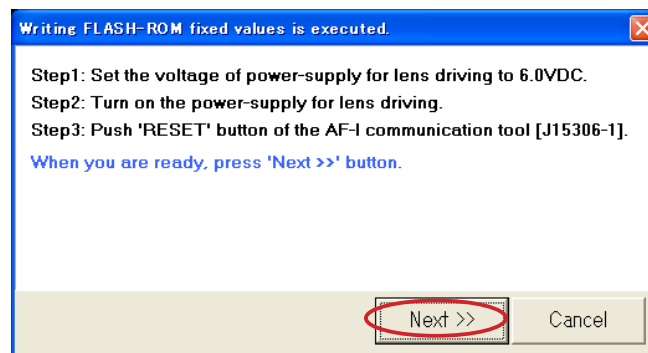 Writing FLASH-ROM fixed values is executed.
Step1: Set the voltage of power-supply for lens driving to 6.0VDC.
Step2: Turn on the power-supply for lens driving.
Step3: Push 'RESET' button of the AF-I communication tool [J15306-1].
When you are ready, press 'Next >>' button.
Next >>
Cancel